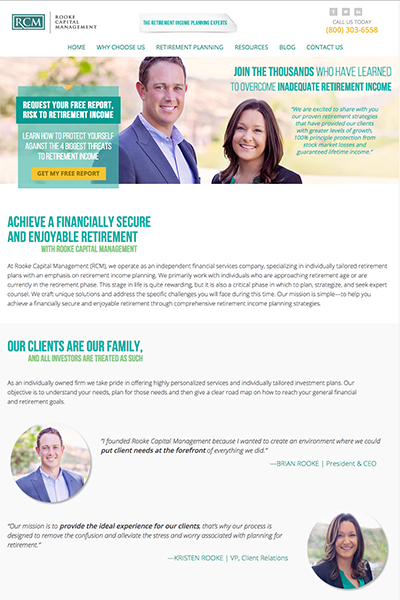 RCM
ROOKE
CAPITAL
MANAGEMENT
THE RETIREMENT INCOME PLANNING EXPERTS
CALL US TODAY
(800) 303-6558
HOME
WHY CHOOSE US
RETIREMENT PLANNING
RESOURCES
BLOG
CONTACT US
JOIN THE THOUSANDS WHO HAVE LEARNED
TO OVERCOME INADEQUATE RETIREMENT INCOME
REQUEST YOUR FREE REPORT,
RISK TO RETIREMENT INCOME
LEARN HOW TO PROTECT YOURSELF
AGAINST THE 4 BIGGEST THREATS
TO RETIREMENT INCOME
GET MY FREE REPORT
"We are excited to share with you
our proven retirement strategies
that have provided our clients
with greater levels of growth,
100% principle protection from
stock market losses and
guaranteed lifetime income."
ACHIEVE A FINANCIALLY SECURE
AND ENJOYABLE RETIREMENT
WITH ROOKE CAPITAL MANAGEMENT
At Rooke Capital Management (RCM), we operate as an independent financial services company, specializing in individually tailored retirement
plans with an emphasis on retirement income planning. We primarily work with individuals who are approaching retirement age or are
currently in the retirement phase. This stage in life is quite rewarding, but it is also a critical phase in which to plan, strategize, and seek expert
counsel. We craft unique solutions and address the specific challenges you will face during this time. Our mission is simple—to help you
achieve a financially secure and enjoyable retirement through comprehensive retirement income planning strategies.
OUR CLIENTS ARE OUR FAMILY,
AND ALL INVESTORS ARE TREATED AS SUCH
As an individually owned firm we take pride in offering highly personalized services and individually tailored investment plans. Our
objective is to understand your needs, plan for those needs and then give a clear road map on how to reach your general financial
and retirement goals.
"I founded Rooke Capital Management because I wanted to create an environment where we could
put client needs at the forefront of everything we did."
—BRIAN ROOKE | President & CEO
"Our mission is to provide the ideal experience for our clients, that's why our process is
designed to remove the confusion and alleviate the stress and worry associated with planning for
retirement."
—KRISTEN ROOKE | VP, Client Relations